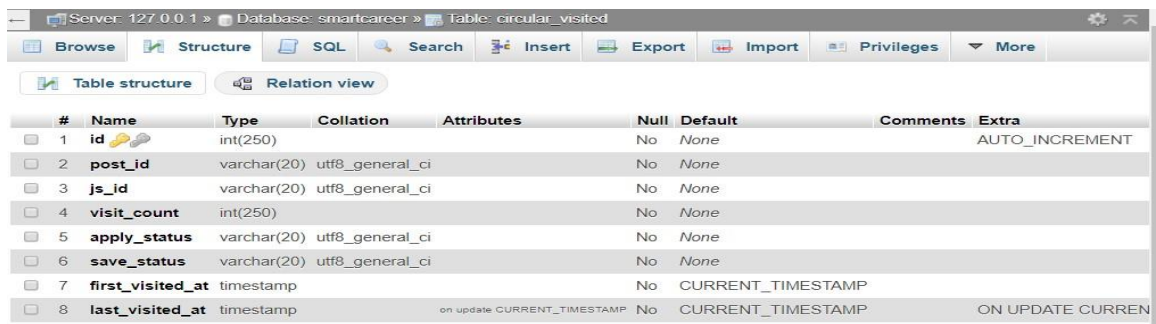 Server: 127.0.0.1 » Database: smartcareer » Table: circular_visited
Browse Structure SQL Search Insert Export Import Privileges More
Table structure Relation view
# Name Type Collation Attributes Null Default Comments Extra
1 id int(250) No None AUTO_INCREMENT
2 post_id varchar(20) utf8_general_ci No None
3 js_id varchar(20) utf8_general_ci No None
4 visit_count int(250) No None
5 apply_status varchar(20) utf8_general_ci No None
6 save_status varchar(20) utf8_general_ci No None
7 first_visited_at timestamp No CURRENT_TIMESTAMP
8 last_visited_at timestamp on update CURRENT_TIMESTAMP No CURRENT_TIMESTAMP ON UPDATE CURREN